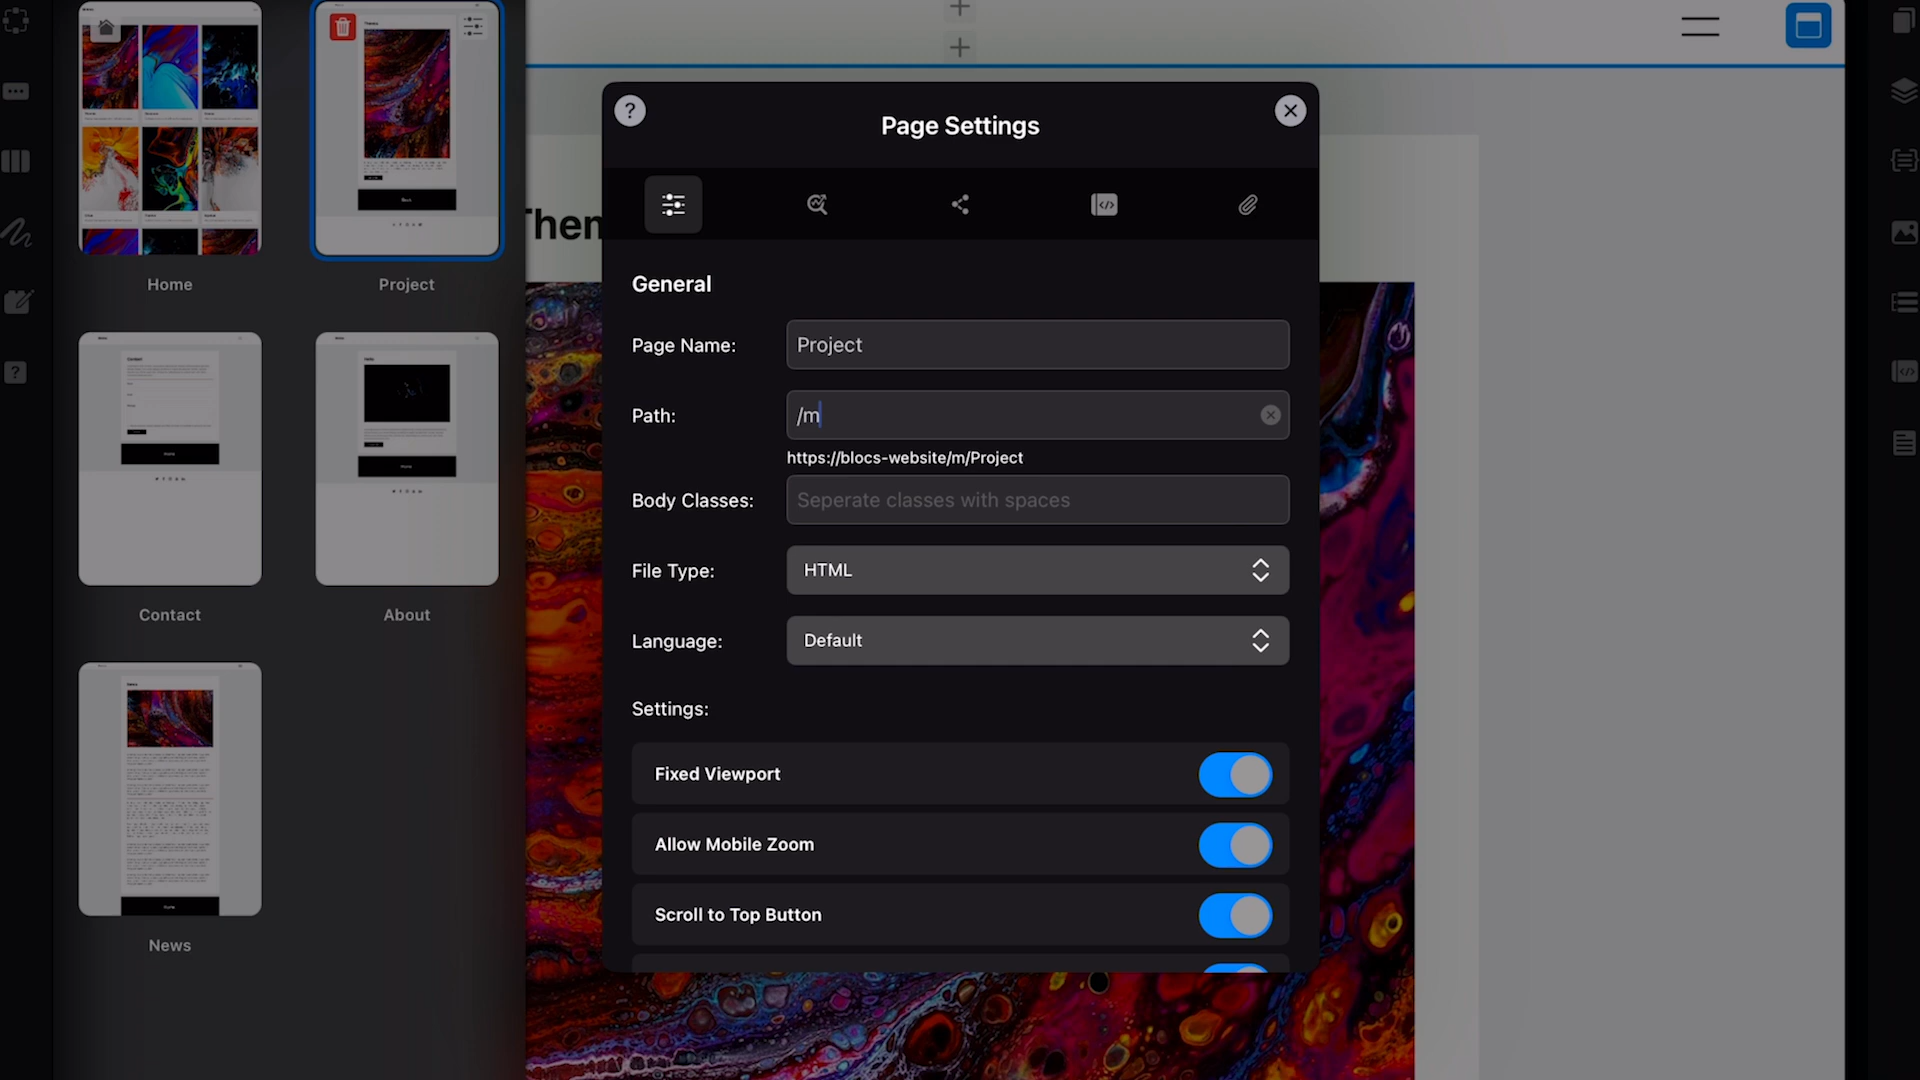 Page Settings
Home
Project
Them
General
Page Name:
Project
Path:
/m
https://blocs-website/m/Project
Body Classes:
Seperate classes with spaces
File Type:
HTML
Language:
Default
Contact
About
Settings:
Fixed Viewport
Allow Mobile Zoom
Scroll to Top Button
News